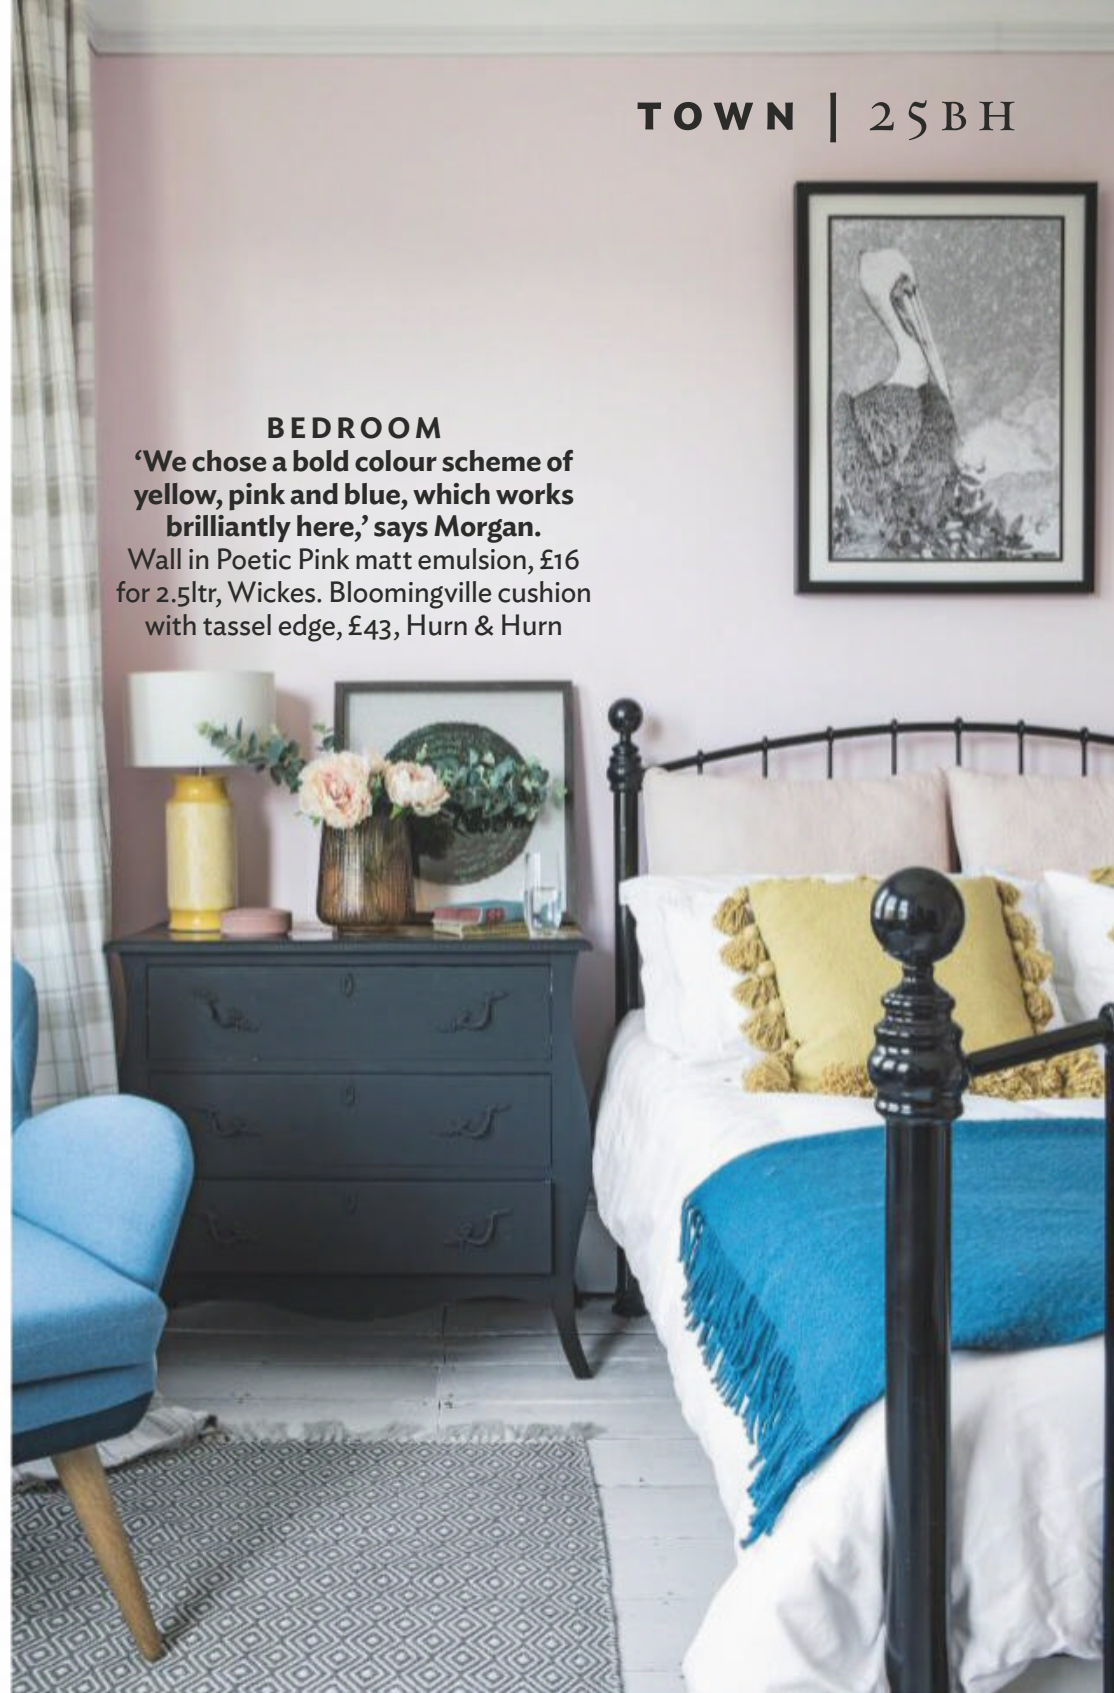 TOWN | 25BH
BEDROOM
‘We chose a bold colour scheme of
yellow, pink and blue, which works
brilliantly here,’ says Morgan.
Wall in Poetic Pink matt emulsion, £16
for 2.5ltr, Wickes. Bloomingville cushion
with tassel edge, £43, Hurn & Hurn